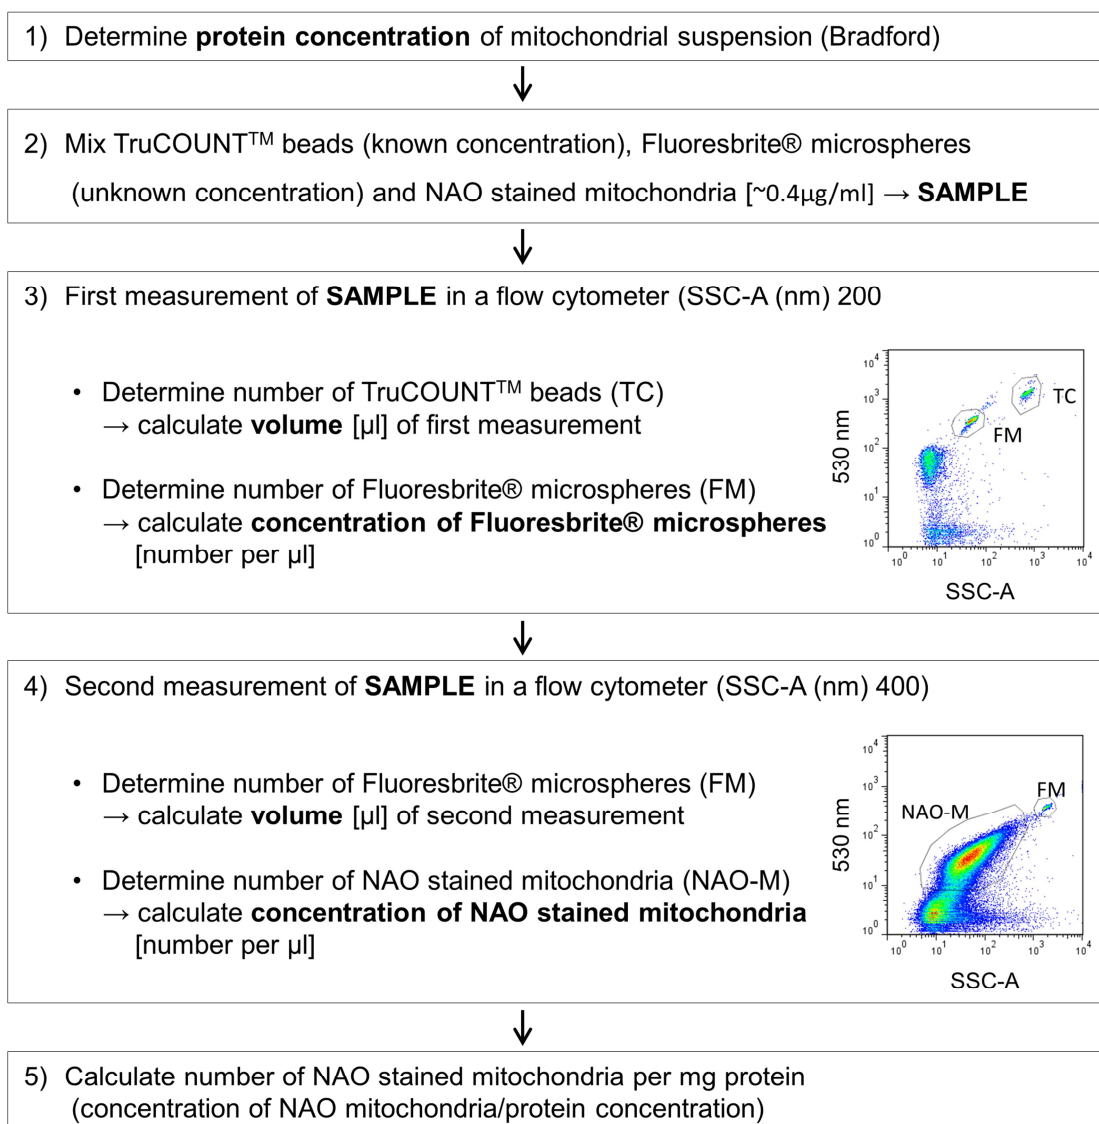 1) Determine protein concentration of mitochondrial suspension (Bradford)
2) Mix TruCOUNT™ beads (known concentration), Fluoresbrite® microspheres
(unknown concentration) and NAO stained mitochondria [~0.4µg/ml] → SAMPLE
3) First measurement of SAMPLE in a flow cytometer (SSC-A (nm) 200
• Determine number of TruCOUNT™ beads (TC)
→ calculate volume [µl] of first measurement
• Determine number of Fluoresbrite® microspheres (FM)
→ calculate concentration of Fluoresbrite® microspheres
[number per µl]
530 nm
10⁴
10³
10²
10¹
10⁰
TC
FM
10⁰ 10¹ 10² 10³ 10⁴
SSC-A
4) Second measurement of SAMPLE in a flow cytometer (SSC-A (nm) 400)
• Determine number of Fluoresbrite® microspheres (FM)
→ calculate volume [µl] of second measurement
• Determine number of NAO stained mitochondria (NAO-M)
→ calculate concentration of NAO stained mitochondria
[number per µl]
530 nm
10⁴
10³
10²
10¹
10⁰
FM
NAO-M
10⁰ 10¹ 10² 10³ 10⁴
SSC-A
5) Calculate number of NAO stained mitochondria per mg protein
(concentration of NAO mitochondria/protein concentration)